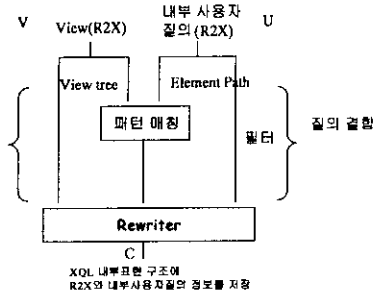 V View(R2X) 내부 사용자 질의(R2X) U
View tree Element Path
패턴 매칭
필터 질의 결합
Rewriter
C
XQL 내부표현 구조에
R2X와 내부사용자질의 정보를 저장